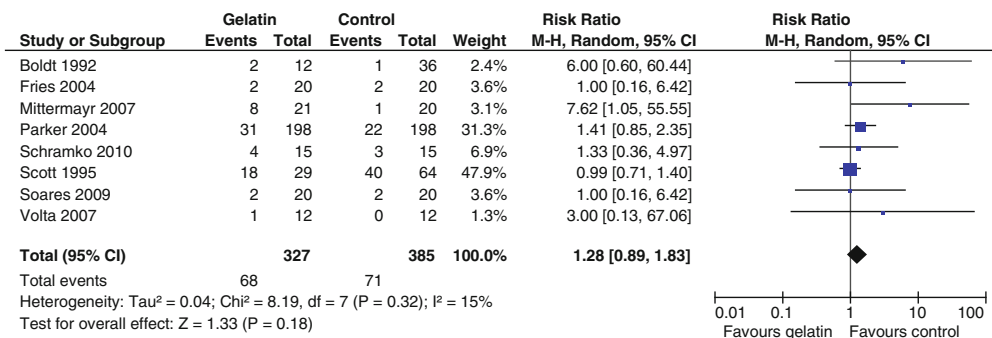 Gelatin Control Risk Ratio Risk Ratio
Study or Subgroup Events Total Events Total Weight M-H, Random, 95% CI M-H, Random, 95% CI
Boldt 1992 2 12 1 36 2.4% 6.00 [0.60, 60.44]
Fries 2004 2 20 2 20 3.6% 1.00 [0.16, 6.42]
Mittermayr 2007 8 21 1 20 3.1% 7.62 [1.05, 55.55]
Parker 2004 31 198 22 198 31.3% 1.41 [0.85, 2.35]
Schramko 2010 4 15 3 15 6.9% 1.33 [0.36, 4.97]
Scott 1995 18 29 40 64 47.9% 0.99 [0.71, 1.40]
Soares 2009 2 20 2 20 3.6% 1.00 [0.16, 6.42]
Volta 2007 1 12 0 12 1.3% 3.00 [0.13, 67.06]
Total (95% CI) 327 385 100.0% 1.28 [0.89, 1.83]
Total events 68 71
Heterogeneity: Tau² = 0.04; Chi² = 8.19, df = 7 (P = 0.32); I² = 15%
Test for overall effect: Z = 1.33 (P = 0.18)
0.01 0.1 1 10 100
Favours gelatin Favours control